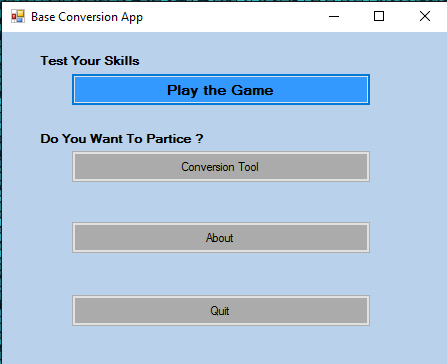 Base Conversion App
Test Your Skills
Play the Game
Do You Want To Partice ?
Conversion Tool
About
Quit